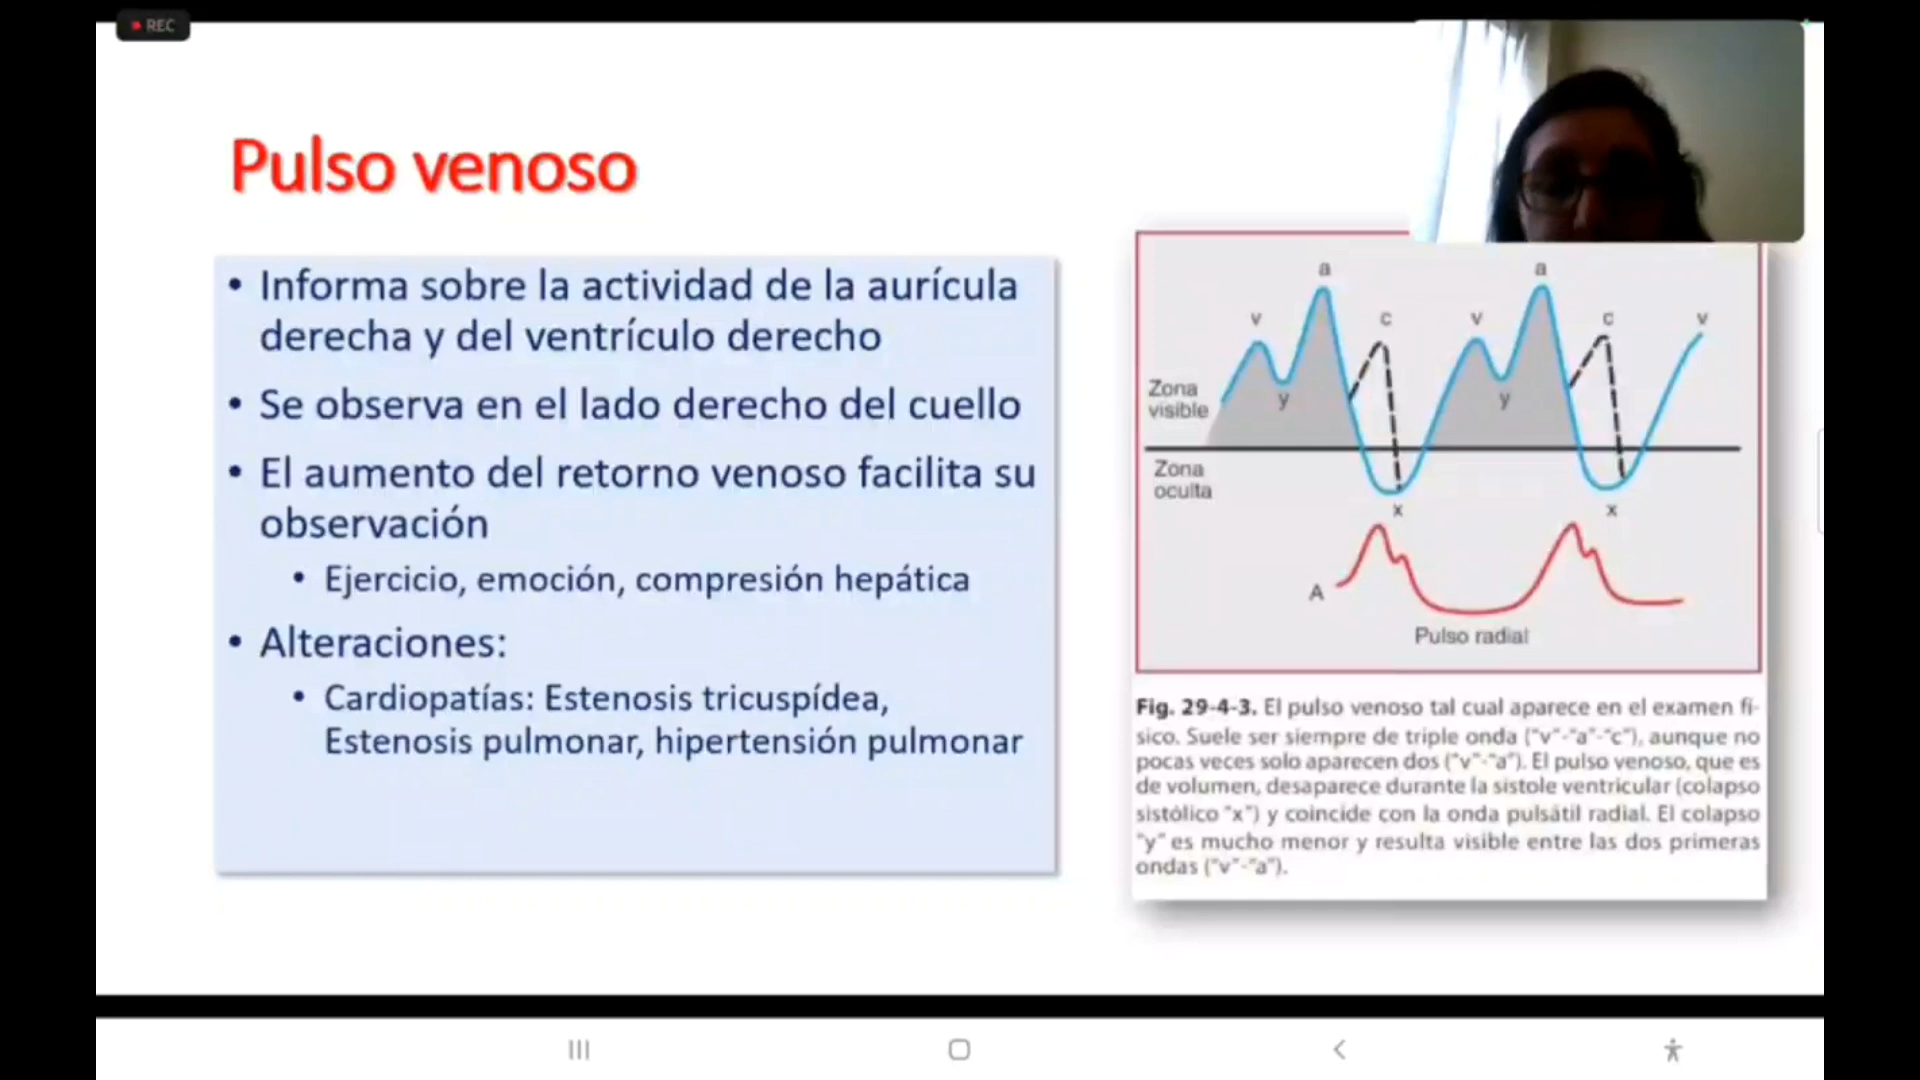 REC
Pulso venoso
• Informa sobre la actividad de la aurícula
derecha y del ventrículo derecho
• Se observa en el lado derecho del cuello
• El aumento del retorno venoso facilita su
observación
• Ejercicio, emoción, compresión hepática
• Alteraciones:
• Cardiopatías: Estenosis tricuspídea,
Estenosis pulmonar, hipertensión pulmonar
a a
v c v c v
Zona
visible
y y
Zona
oculta
x x
A
Pulso radial
Fig. 29-4-3. El pulso venoso tal cual aparece en el examen fí-
sico. Suele ser siempre de triple onda ("v"-"a"-"c"), aunque no
pocas veces solo aparecen dos ("v"-"a"). El pulso venoso, que es
de volumen, desaparece durante la sístole ventricular (colapso
sistólico "x") y coincide con la onda pulsátil radial. El colapso
"y" es mucho menor y resulta visible entre las dos primeras
ondas ("v"-"a").